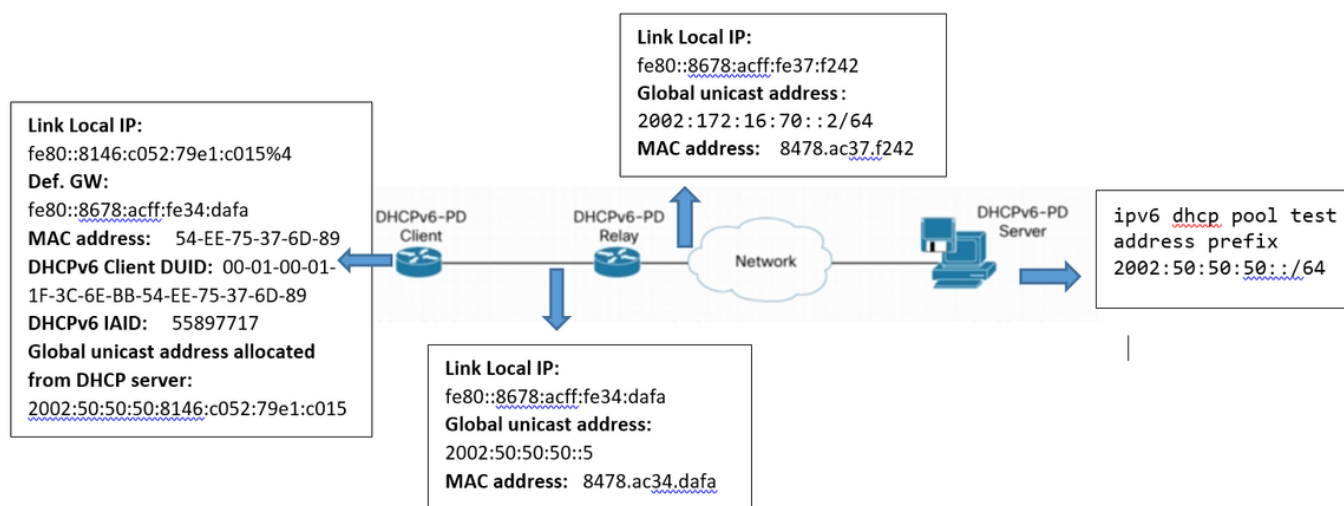 Link Local IP:
fe80::8678:acff:fe37:f242
Global unicast address:
2002:172:16:70::2/64
MAC address: 8478.ac37.f242
Link Local IP:
fe80::8146:c052:79e1:c015%4
Def. GW:
fe80::8678:acff:fe34:dafa
MAC address: 54-EE-75-37-6D-89
DHCPv6 Client DUID: 00-01-00-01-
1F-3C-6E-BB-54-EE-75-37-6D-89
DHCPv6 IAID: 55897717
Global unicast address allocated
from DHCP server:
2002:50:50:50:8146:c052:79e1:c015
DHCPv6-PD
Client
DHCPv6-PD
Relay
Network
DHCPv6-PD
Server
ipv6 dhcp pool test
address prefix
2002:50:50:50::/64
Link Local IP:
fe80::8678:acff:fe34:dafa
Global unicast address:
2002:50:50:50::5
MAC address: 8478.ac34.dafa